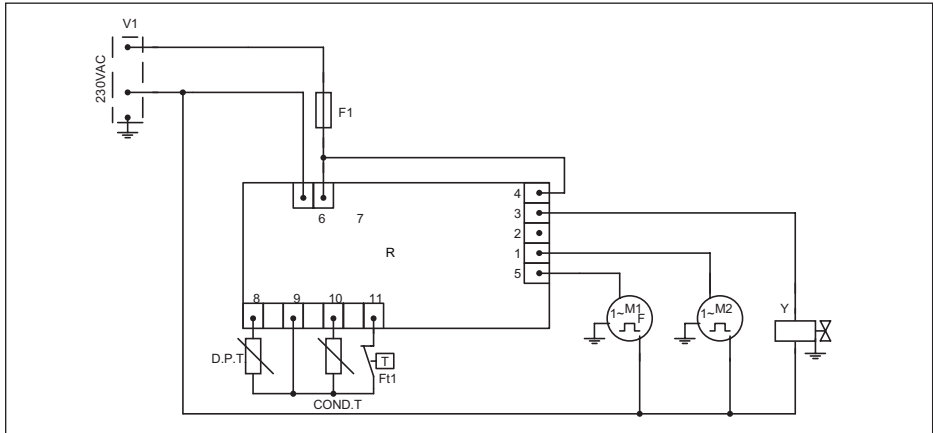 V1
230VAC
F1
6 7
4
3
2
1
5
R
8 9 10 11
D.P.T.
T
Ft1
COND.T
1~ M1
F
1~ M2
Y